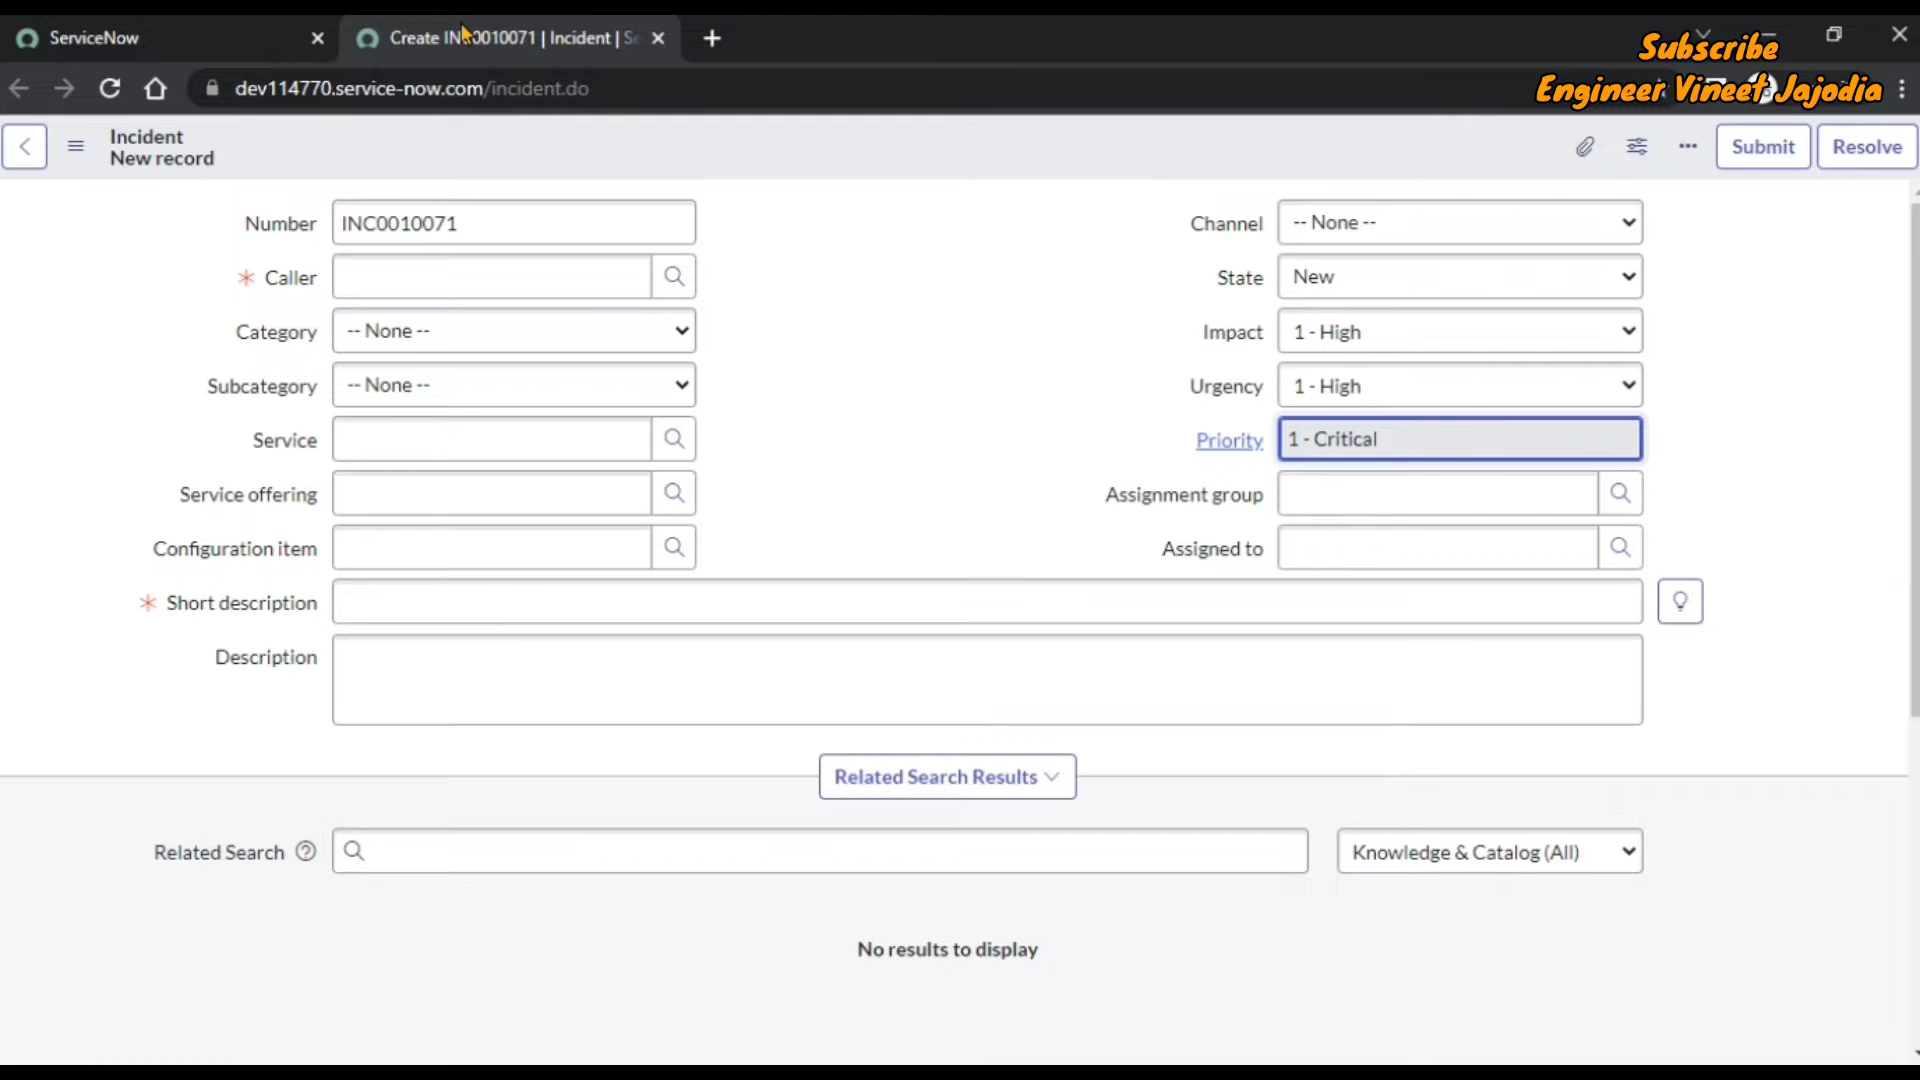 ServiceNow
Create INC0010071 | Incident | Se
Subscribe
Engineer Vineet Jajodia
dev114770.service-now.com/incident.do
Incident
New record
Submit
Resolve
Number
INC0010071
Channel
-- None --
* Caller
State
New
Category
-- None --
Impact
1 - High
Subcategory
-- None --
Urgency
1 - High
Service
Priority
1 - Critical
Service offering
Assignment group
Configuration item
Assigned to
* Short description
Description
Related Search Results
Related Search
Knowledge & Catalog (All)
No results to display